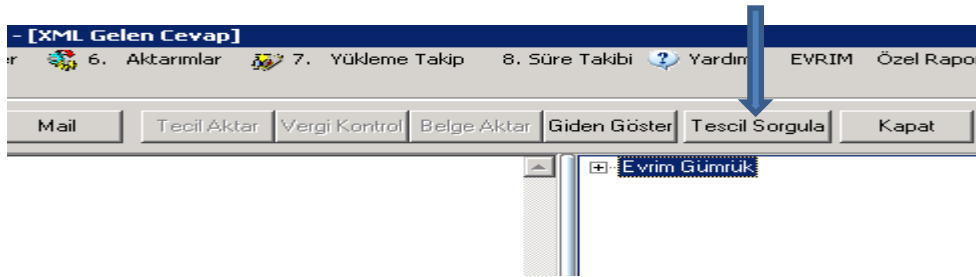 - [XML Gelen Cevap]
er 6. Aktarımlar 7. Yükleme Takip 8. Süre Takibi Yardım EVRIM Özel Rapo
Mail Tecil Aktar Vergi Kontrol Belge Aktar Giden Göster Tescil Sorgula Kapat
Evrim Gümrük